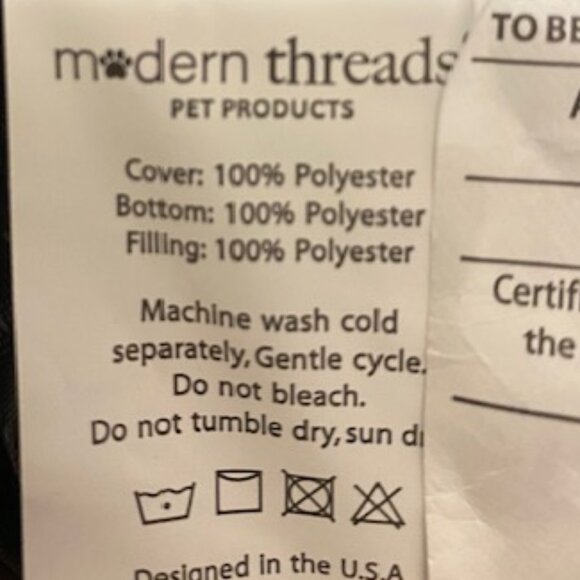 modern threads
PET PRODUCTS
Cover: 100% Polyester
Bottom: 100% Polyester
Filling: 100% Polyester
Machine wash cold
separately, Gentle cycle.
Do not bleach.
Do not tumble dry, sun
Designed in the U.S.A
TO BE
Certif
the